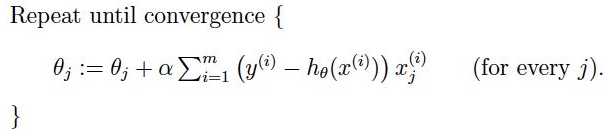 Repeat until convergence {
θ_j := θ_j + α ∑_{i=1}^{m} (y^{(i)} − h_θ(x^{(i)})) x_j^{(i)} (for every j).
}